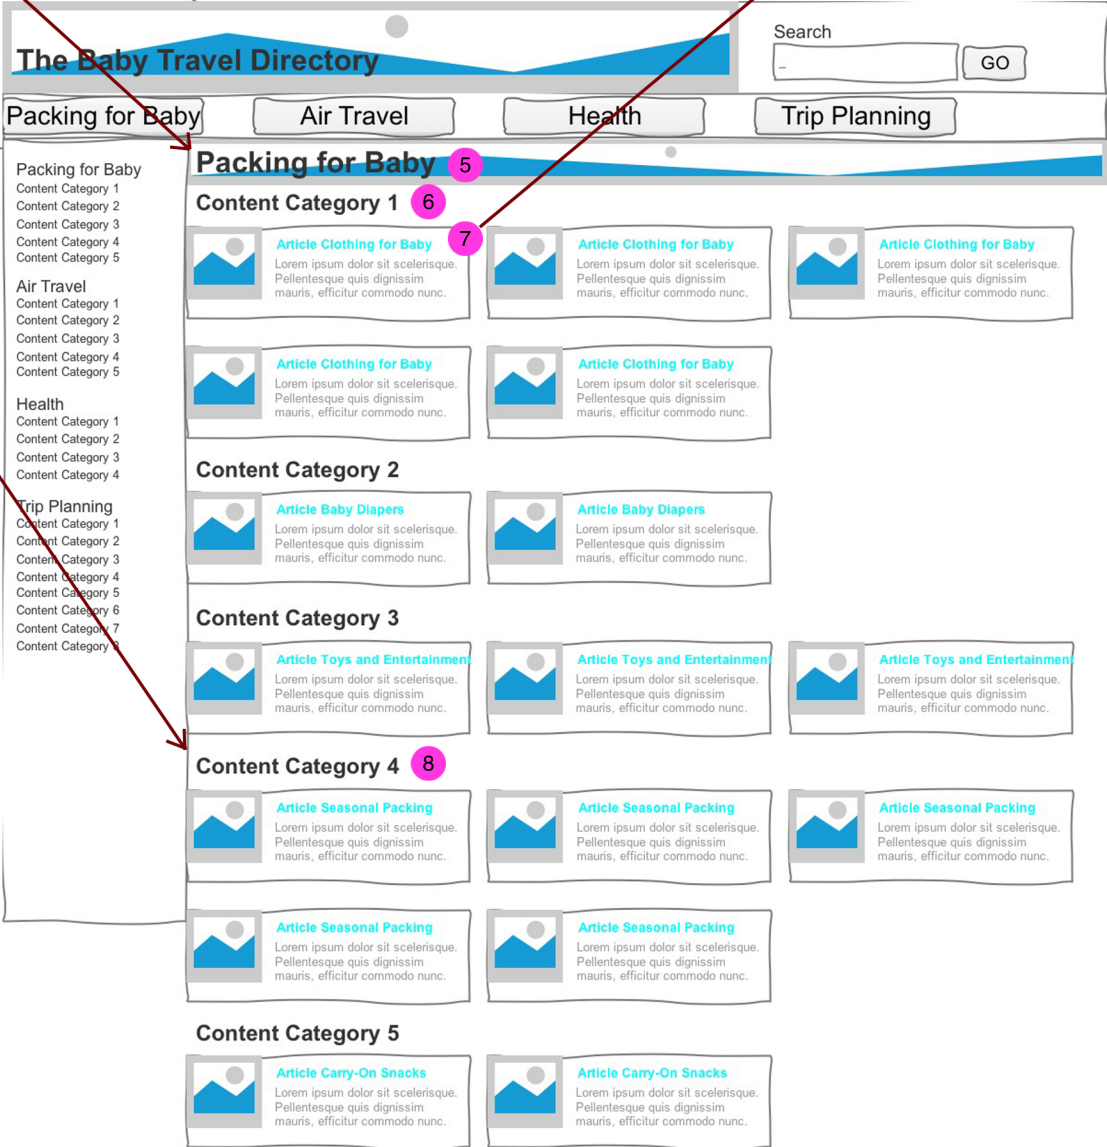 The Baby Travel Directory
Search
_
GO
Packing for Baby
Air Travel
Health
Trip Planning
Packing for Baby
Content Category 1
Content Category 2
Content Category 3
Content Category 4
Content Category 5
Air Travel
Content Category 1
Content Category 2
Content Category 3
Content Category 4
Content Category 5
Health
Content Category 1
Content Category 2
Content Category 3
Content Category 4
Trip Planning
Content Category 1
Content Category 2
Content Category 3
Content Category 4
Content Category 5
Content Category 6
Content Category 7
Content Category 8
Packing for Baby 5
Content Category 1 6
7
Article Clothing for Baby
Lorem ipsum dolor sit scelerisque.
Pellentesque quis dignissim
mauris, efficitur commodo nunc.
Article Clothing for Baby
Lorem ipsum dolor sit scelerisque.
Pellentesque quis dignissim
mauris, efficitur commodo nunc.
Article Clothing for Baby
Lorem ipsum dolor sit scelerisque.
Pellentesque quis dignissim
mauris, efficitur commodo nunc.
Article Clothing for Baby
Lorem ipsum dolor sit scelerisque.
Pellentesque quis dignissim
mauris, efficitur commodo nunc.
Article Clothing for Baby
Lorem ipsum dolor sit scelerisque.
Pellentesque quis dignissim
mauris, efficitur commodo nunc.
Content Category 2
Article Baby Diapers
Lorem ipsum dolor sit scelerisque.
Pellentesque quis dignissim
mauris, efficitur commodo nunc.
Article Baby Diapers
Lorem ipsum dolor sit scelerisque.
Pellentesque quis dignissim
mauris, efficitur commodo nunc.
Content Category 3
Article Toys and Entertainment
Lorem ipsum dolor sit scelerisque.
Pellentesque quis dignissim
mauris, efficitur commodo nunc.
Article Toys and Entertainment
Lorem ipsum dolor sit scelerisque.
Pellentesque quis dignissim
mauris, efficitur commodo nunc.
Article Toys and Entertainment
Lorem ipsum dolor sit scelerisque.
Pellentesque quis dignissim
mauris, efficitur commodo nunc.
Content Category 4 8
Article Seasonal Packing
Lorem ipsum dolor sit scelerisque.
Pellentesque quis dignissim
mauris, efficitur commodo nunc.
Article Seasonal Packing
Lorem ipsum dolor sit scelerisque.
Pellentesque quis dignissim
mauris, efficitur commodo nunc.
Article Seasonal Packing
Lorem ipsum dolor sit scelerisque.
Pellentesque quis dignissim
mauris, efficitur commodo nunc.
Article Seasonal Packing
Lorem ipsum dolor sit scelerisque.
Pellentesque quis dignissim
mauris, efficitur commodo nunc.
Article Seasonal Packing
Lorem ipsum dolor sit scelerisque.
Pellentesque quis dignissim
mauris, efficitur commodo nunc.
Content Category 5
Article Carry-On Snacks
Lorem ipsum dolor sit scelerisque.
Pellentesque quis dignissim
mauris, efficitur commodo nunc.
Article Carry-On Snacks
Lorem ipsum dolor sit scelerisque.
Pellentesque quis dignissim
mauris, efficitur commodo nunc.